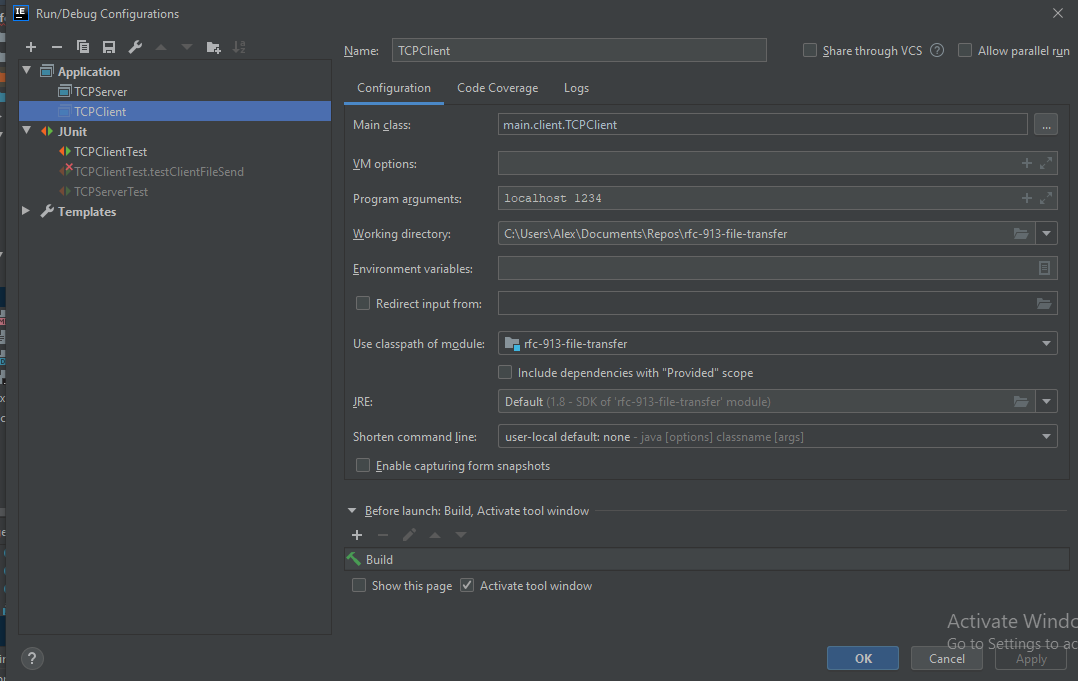 IE Run/Debug Configurations
Name: TCPClient
Share through VCS ?
Allow parallel run
Application
TCPServer
TCPClient
JUnit
TCPClientTest
TCPClientTest.testClientFileSend
TCPServerTest
Templates
Configuration Code Coverage Logs
Main class: main.client.TCPClient ...
VM options:
Program arguments: localhost 1234
Working directory: C:\Users\Alex\Documents\Repos\rfc-913-file-transfer
Environment variables:
Redirect input from:
Use classpath of module: rfc-913-file-transfer
Include dependencies with "Provided" scope
JRE: Default (1.8 - SDK of 'rfc-913-file-transfer' module)
Shorten command line: user-local default: none - java [options] classname [args]
Enable capturing form snapshots
Before launch: Build, Activate tool window
Build
Show this page Activate tool window
Activate Windo
Go to Settings to ac
? OK Cancel Apply